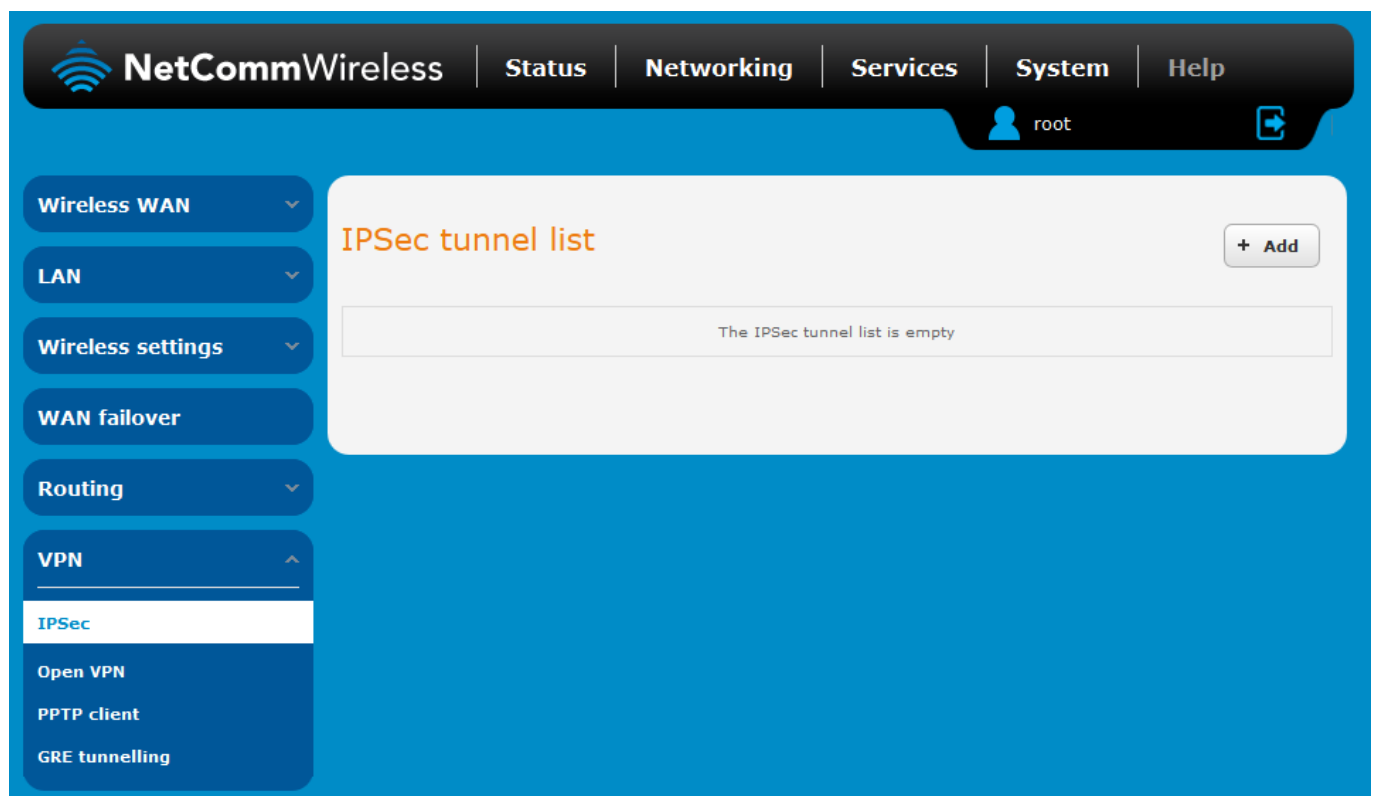 NetCommWireless Status Networking Services System Help
root
Wireless WAN
LAN
Wireless settings
WAN failover
Routing
VPN
IPSec
Open VPN
PPTP client
GRE tunnelling
IPSec tunnel list
+ Add
The IPSec tunnel list is empty